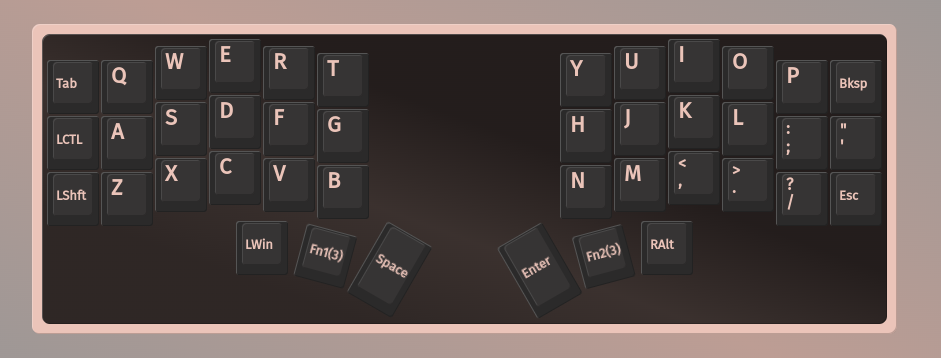 Tab Q W E R T Y U I O P Bksp
LCTL A S D F G H J K L : ; " '
LShft Z X C V B N M < , > . ? / Esc
LWin Fn1(3) Space Enter Fn2(3) RAlt